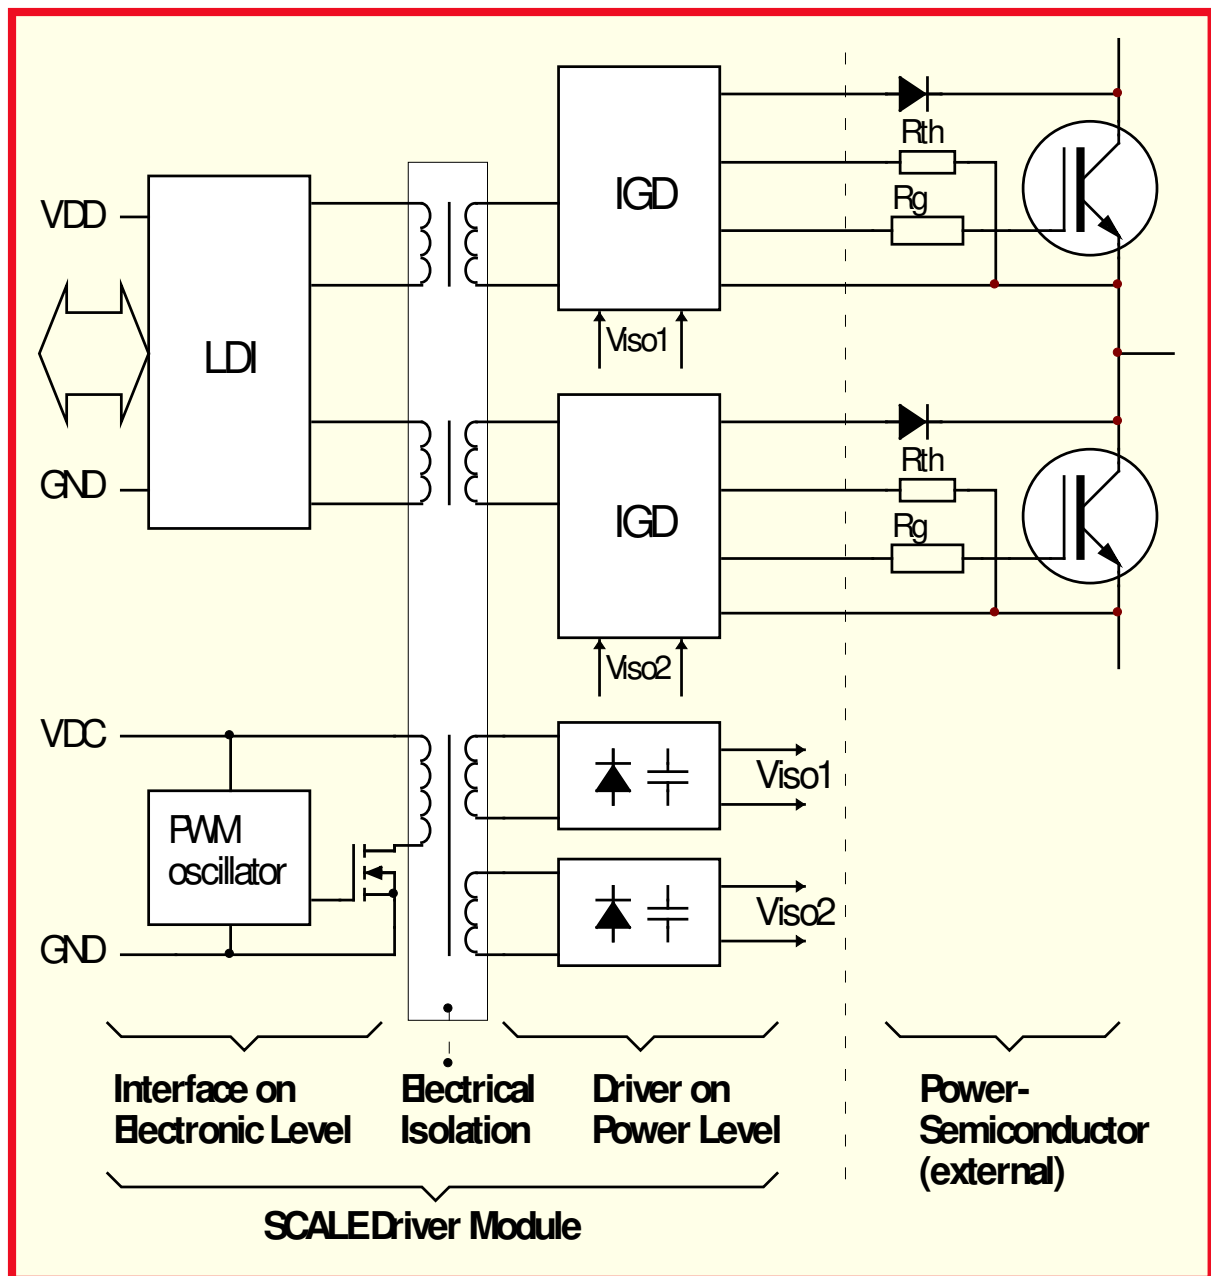 VDD
LDI
GND
IGD
Rth
Rg
Viso1
IGD
Rth
Rg
Viso2
VDC
PWM
oscillator
GND
Viso1
Viso2
Interface on
Electronic Level
Electrical
Isolation
Driver on
Power Level
Power-
Semiconductor
(external)
SCALE Driver Module